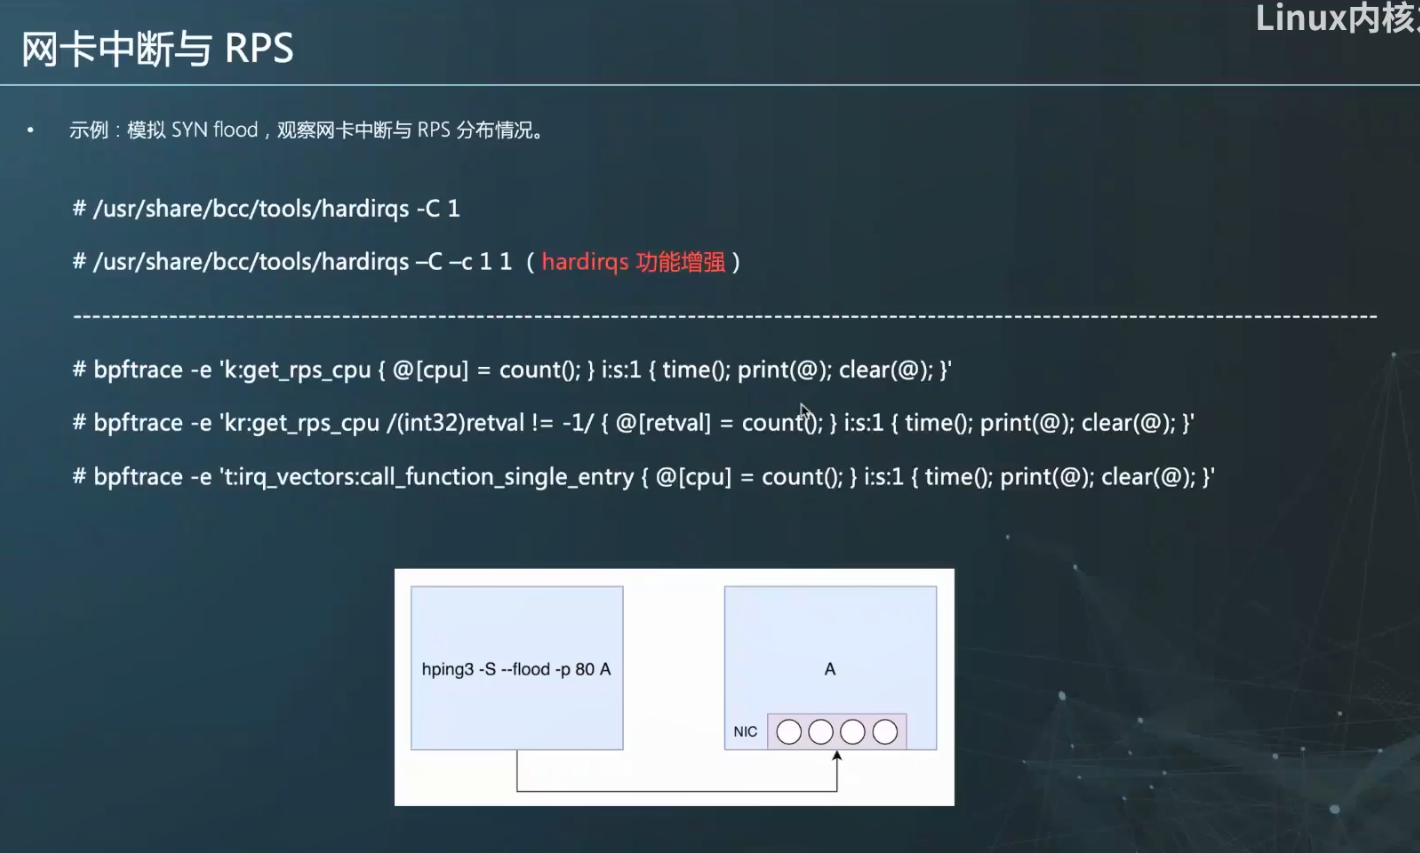 Linux内核
网卡中断与 RPS
• 示例：模拟 SYN flood，观察网卡中断与 RPS 分布情况。
# /usr/share/bcc/tools/hardirqs -C 1
# /usr/share/bcc/tools/hardirqs –C –c 1 1 （ hardirqs 功能增强 ）
------------------------------------------------------------------------------------------------------------------------------------------
# bpftrace -e 'k:get_rps_cpu { @[cpu] = count(); } i:s:1 { time(); print(@); clear(@); }'
# bpftrace -e 'kr:get_rps_cpu /(int32)retval != -1/ { @[retval] = count(); } i:s:1 { time(); print(@); clear(@); }'
# bpftrace -e 't:irq_vectors:call_function_single_entry { @[cpu] = count(); } i:s:1 { time(); print(@); clear(@); }'
hping3 -S --flood -p 80 A
A
NIC